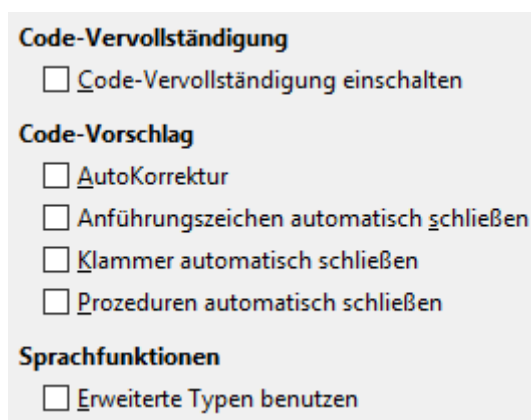 Code-Vervollständigung
Code-Vervollständigung einschalten
Code-Vorschlag
AutoKorrektur
Anführungszeichen automatisch schließen
Klammer automatisch schließen
Prozeduren automatisch schließen
Sprachfunktionen
Erweiterte Typen benutzen